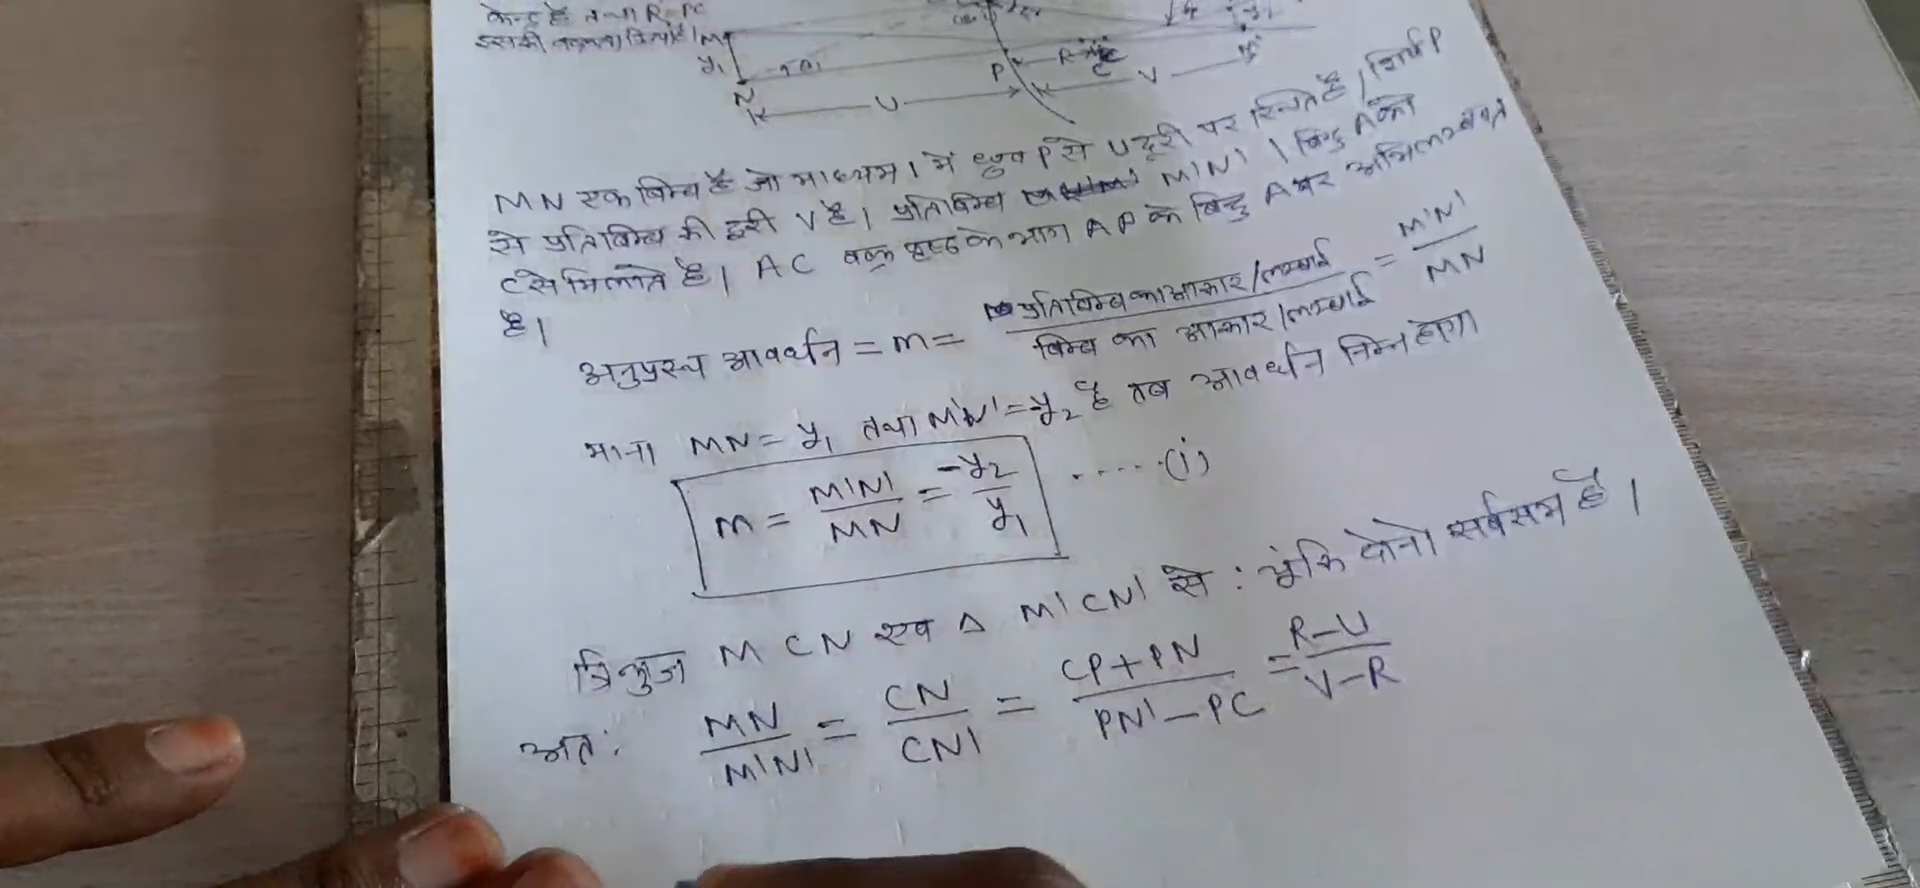 केन्द्र है तथा R=PC
इसकी वक्रता त्रिज्या है।
M
y₁
N
U
P
R
C
V
MN एक बिम्ब है जो माध्यम 1 में ध्रुव P से U दूरी पर स्थित है। P
से प्रतिबिम्ब की दूरी V है। प्रतिबिम्ब M'N'। बिन्दु A को
C से मिलाते है। AC वक्र पृष्ठ के भाग AP के बिन्दु A पर अभिलम्बवत
है।
अनुप्रस्थ आवर्धन = m = प्रतिबिम्ब का आकार/लम्बाई / बिम्ब का आकार/लम्बाई = M'N'/MN
माना MN = y₁ तथा M'N' = -y₂ है तब आवर्धन निम्न होगा
m = M'N'/MN = -y₂/y₁ ......(i)
त्रिभुज MCN एवं Δ M'CN' से : चूंकि दोनो सर्वसम है।
अतः MN/M'N' = CN/CN' = CP+PN/PN'-PC = R-U/V-R